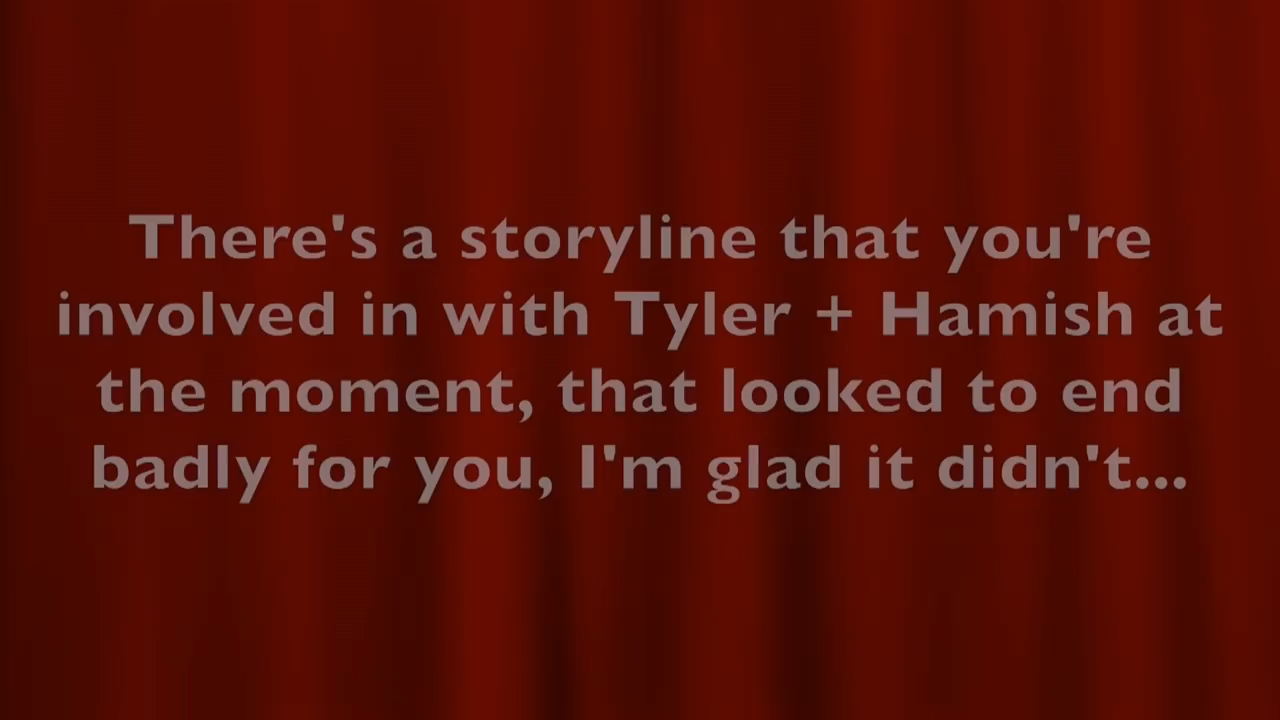 There's a storyline that you're
involved in with Tyler + Hamish at
the moment, that looked to end
badly for you, I'm glad it didn't...